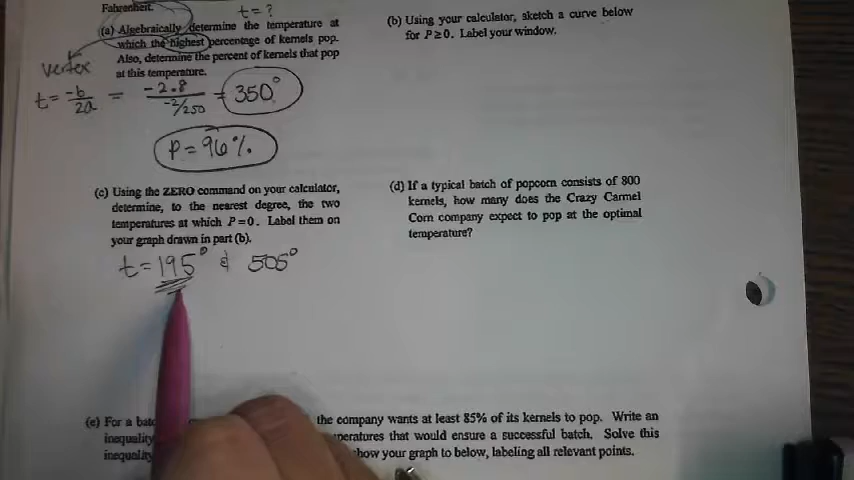 Fahrenheit.
t = ?
(a) Algebraically determine the temperature at
which the highest percentage of kernels pop.
Also, determine the percent of kernels that pop
at this temperature.
vertex
t = -b/2a = -2.8/(-2/250) = 350°
P = 96%
(b) Using your calculator, sketch a curve below
for P ≥ 0. Label your window.
(c) Using the ZERO command on your calculator,
determine, to the nearest degree, the two
temperatures at which P = 0. Label them on
your graph drawn in part (b).
t = 195° & 505°
(d) If a typical batch of popcorn consists of 800
kernels, how many does the Crazy Carmel
Corn company expect to pop at the optimal
temperature?
(e) For a the company wants at least 85% of its kernels to pop. Write an
inequality that would ensure a successful batch. Solve this
inequality your graph to below, labeling all relevant points.